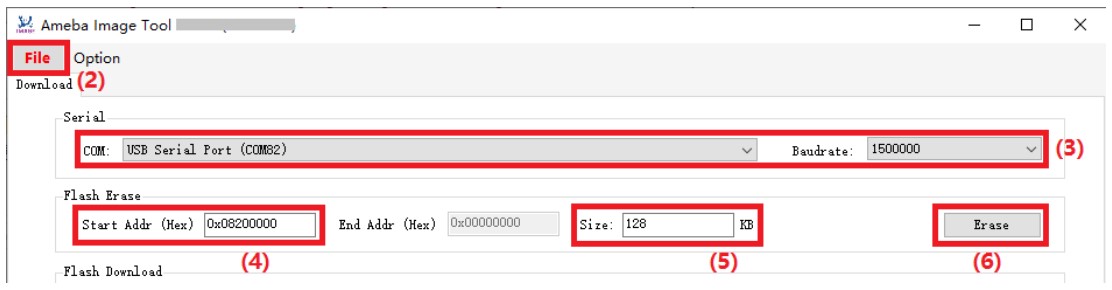 Ameba Image Tool
File Option
Download (2)
Serial
COM: USB Serial Port (COM82) Baudrate: 1500000 (3)
Flash Erase
Start Addr (Hex) 0x08200000 End Addr (Hex) 0x00000000 Size: 128 KB Erase
(4) (5) (6)
Flash Download